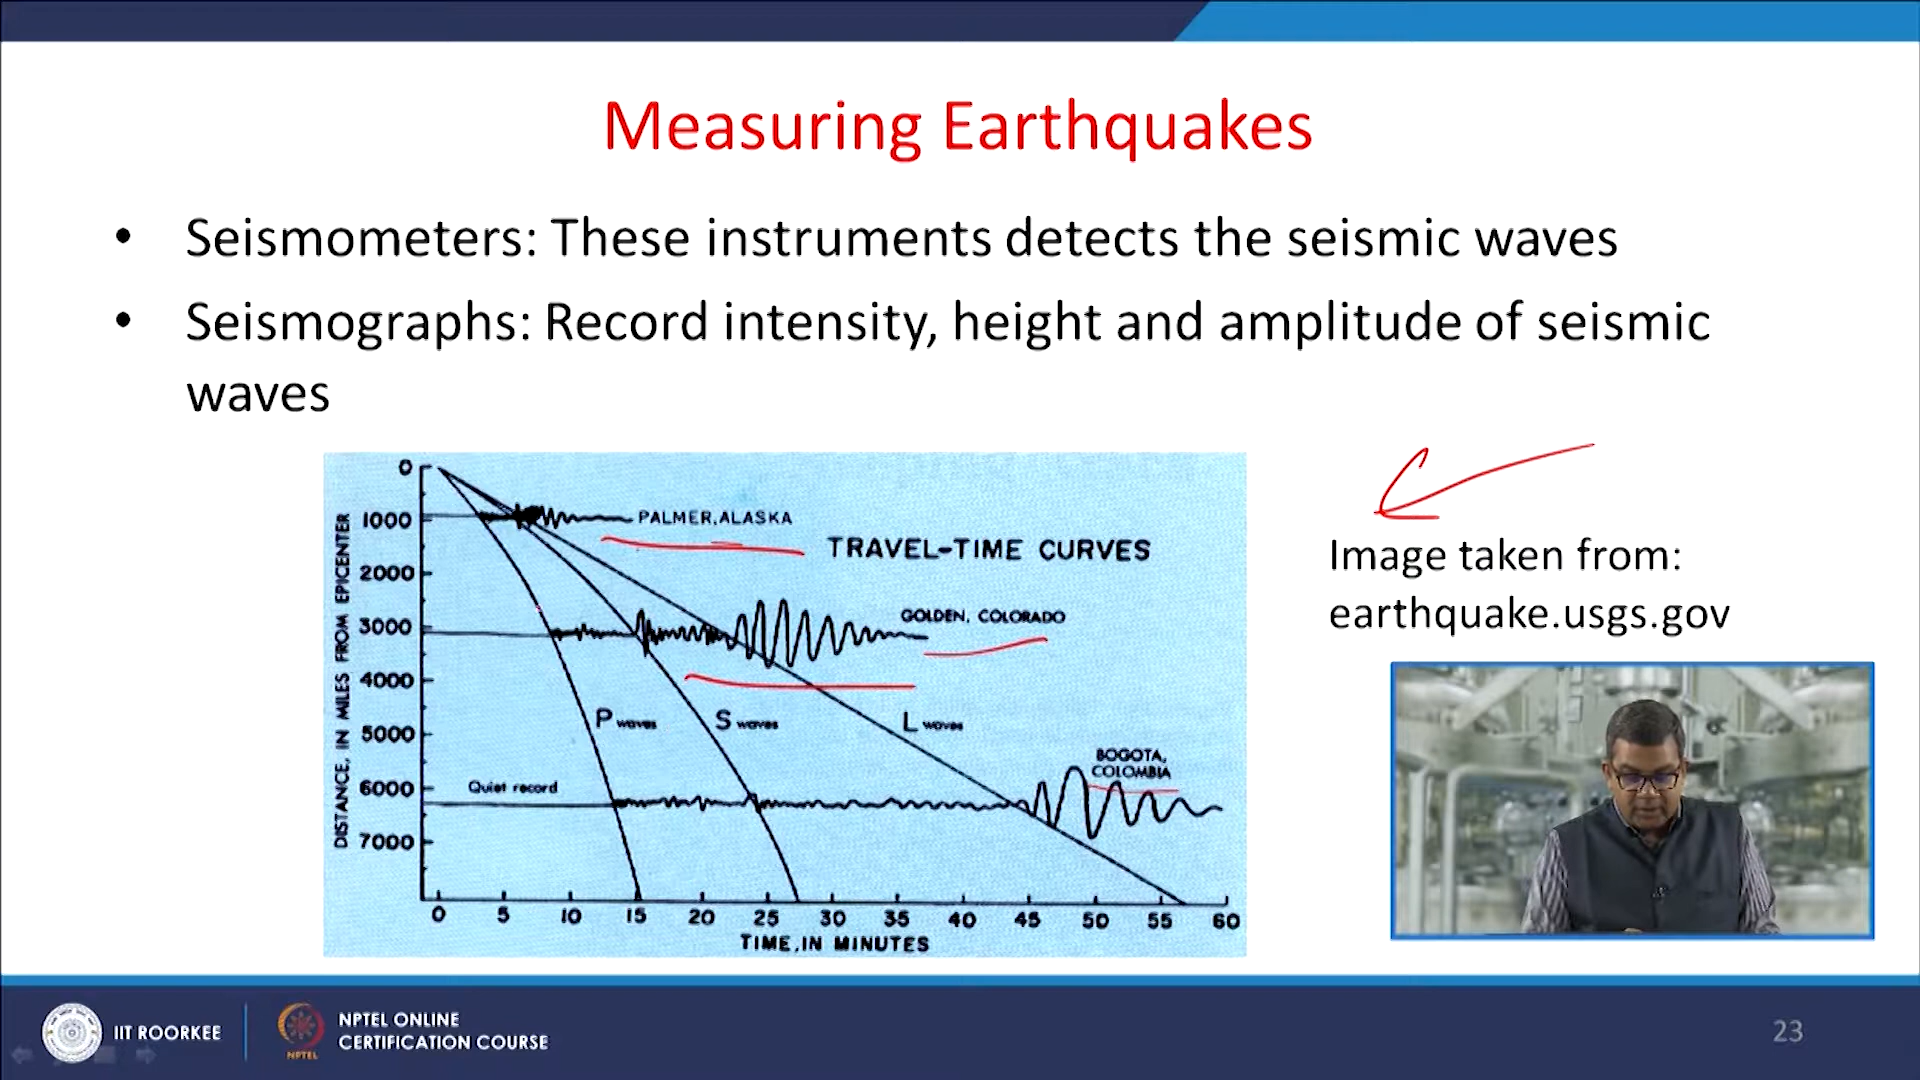 Measuring Earthquakes
• Seismometers: These instruments detects the seismic waves
• Seismographs: Record intensity, height and amplitude of seismic
waves
DISTANCE, IN MILES FROM EPICENTER
0
1000
2000
3000
4000
5000
6000
7000
PALMER, ALASKA
TRAVEL-TIME CURVES
GOLDEN, COLORADO
P waves
S waves
L waves
BOGOTA,
COLOMBIA
Quiet record
0 5 10 15 20 25 30 35 40 45 50 55 60
TIME, IN MINUTES
Image taken from:
earthquake.usgs.gov
IIT ROORKEE
NPTEL
NPTEL ONLINE
CERTIFICATION COURSE
23